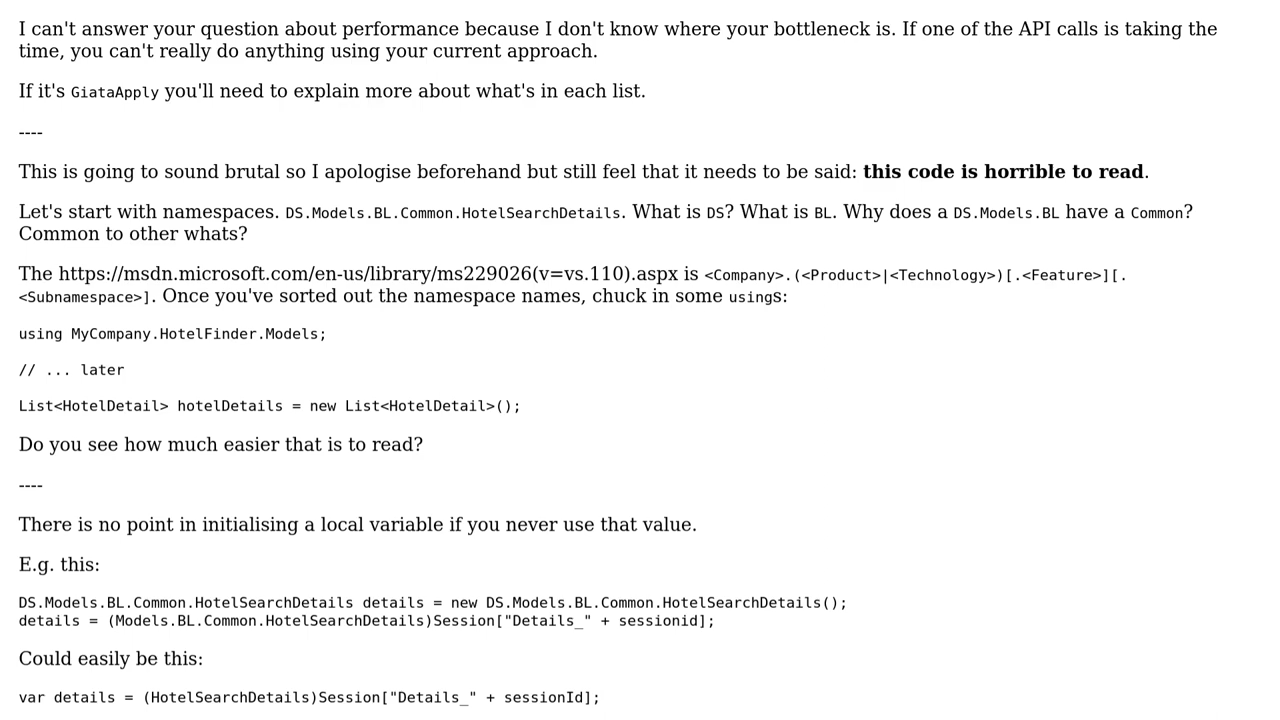 I can't answer your question about performance because I don't know where your bottleneck is. If one of the API calls is taking the
time, you can't really do anything using your current approach.
If it's GiataApply you'll need to explain more about what's in each list.
----
This is going to sound brutal so I apologise beforehand but still feel that it needs to be said: this code is horrible to read.
Let's start with namespaces. DS.Models.BL.Common.HotelSearchDetails. What is DS? What is BL. Why does a DS.Models.BL have a Common?
Common to other whats?
The https://msdn.microsoft.com/en-us/library/ms229026(v=vs.110).aspx is <Company>.(<Product>|<Technology>)[.<Feature>][.
<Subnamespace>]. Once you've sorted out the namespace names, chuck in some usings:
using MyCompany.HotelFinder.Models;
// ... later
List<HotelDetail> hotelDetails = new List<HotelDetail>();
Do you see how much easier that is to read?
----
There is no point in initialising a local variable if you never use that value.
E.g. this:
DS.Models.BL.Common.HotelSearchDetails details = new DS.Models.BL.Common.HotelSearchDetails();
details = (Models.BL.Common.HotelSearchDetails)Session["Details_" + sessionid];
Could easily be this:
var details = (HotelSearchDetails)Session["Details_" + sessionId];